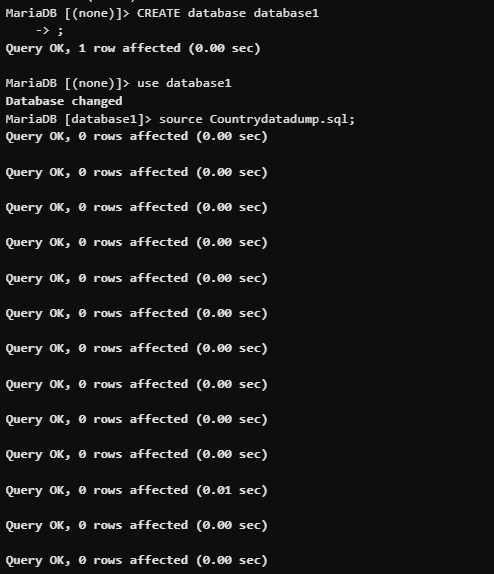 MariaDB [(none)]> CREATE database database1
    -> ;
Query OK, 1 row affected (0.00 sec)

MariaDB [(none)]> use database1
Database changed
MariaDB [database1]> source Countrydatadump.sql;
Query OK, 0 rows affected (0.00 sec)

Query OK, 0 rows affected (0.00 sec)

Query OK, 0 rows affected (0.00 sec)

Query OK, 0 rows affected (0.00 sec)

Query OK, 0 rows affected (0.00 sec)

Query OK, 0 rows affected (0.00 sec)

Query OK, 0 rows affected (0.00 sec)

Query OK, 0 rows affected (0.00 sec)

Query OK, 0 rows affected (0.00 sec)

Query OK, 0 rows affected (0.00 sec)

Query OK, 0 rows affected (0.01 sec)

Query OK, 0 rows affected (0.00 sec)

Query OK, 0 rows affected (0.00 sec)